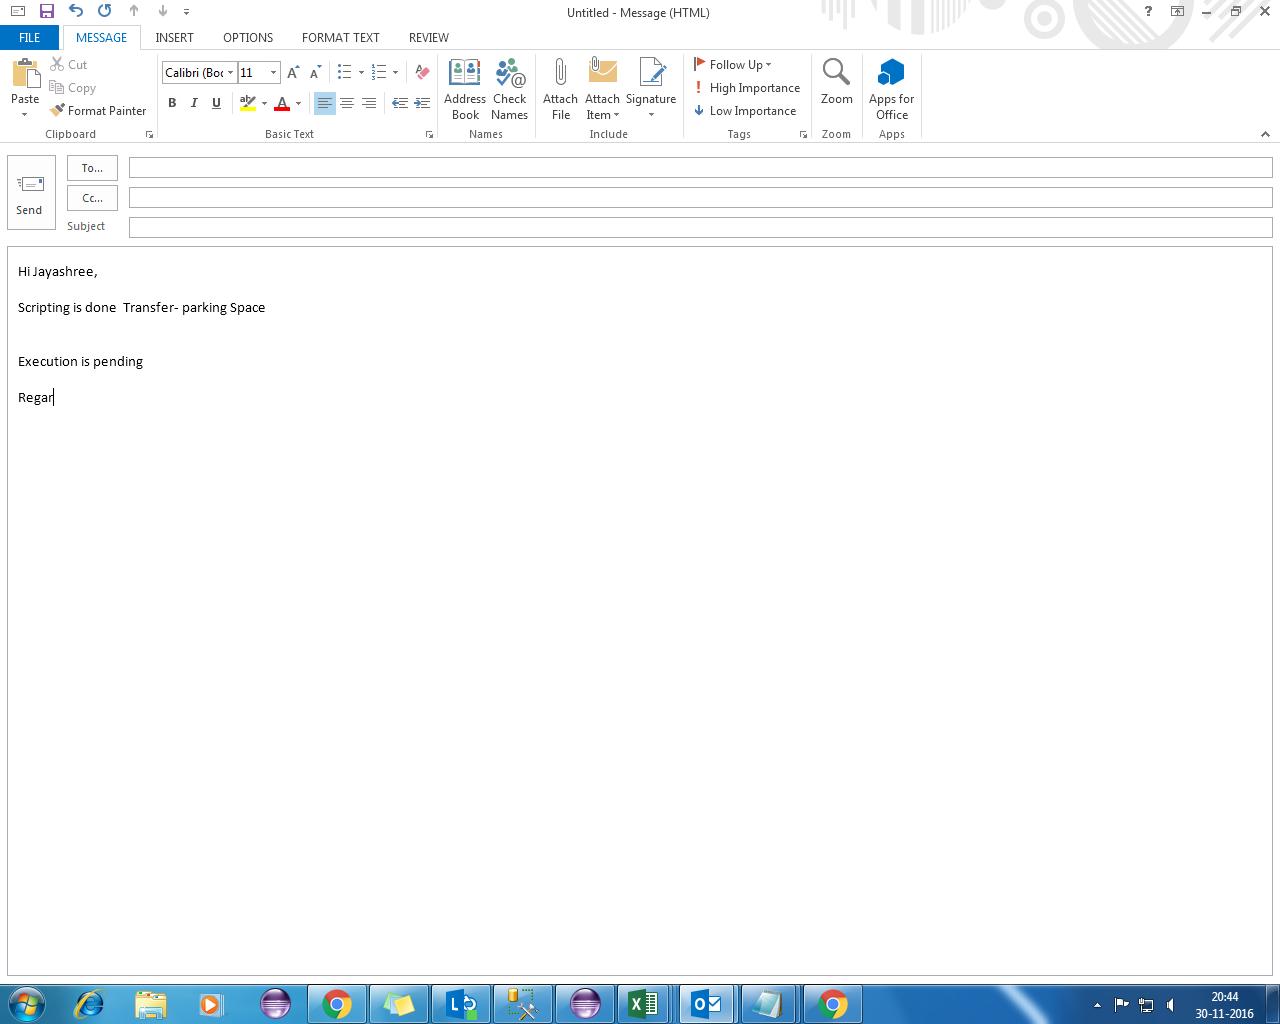 Untitled - Message (HTML)
?
FILE MESSAGE INSERT OPTIONS FORMAT TEXT REVIEW
Paste
Cut
Copy
Format Painter
Clipboard
Calibri (Boc 11
B I U
Basic Text
Address Book
Check Names
Names
Attach File
Attach Item
Signature
Include
Follow Up
High Importance
Low Importance
Tags
Zoom
Zoom
Apps for Office
Apps
Send
To...
Cc...
Subject
Hi Jayashree,
Scripting is done  Transfer- parking Space
Execution is pending
Regar
20:44
30-11-2016